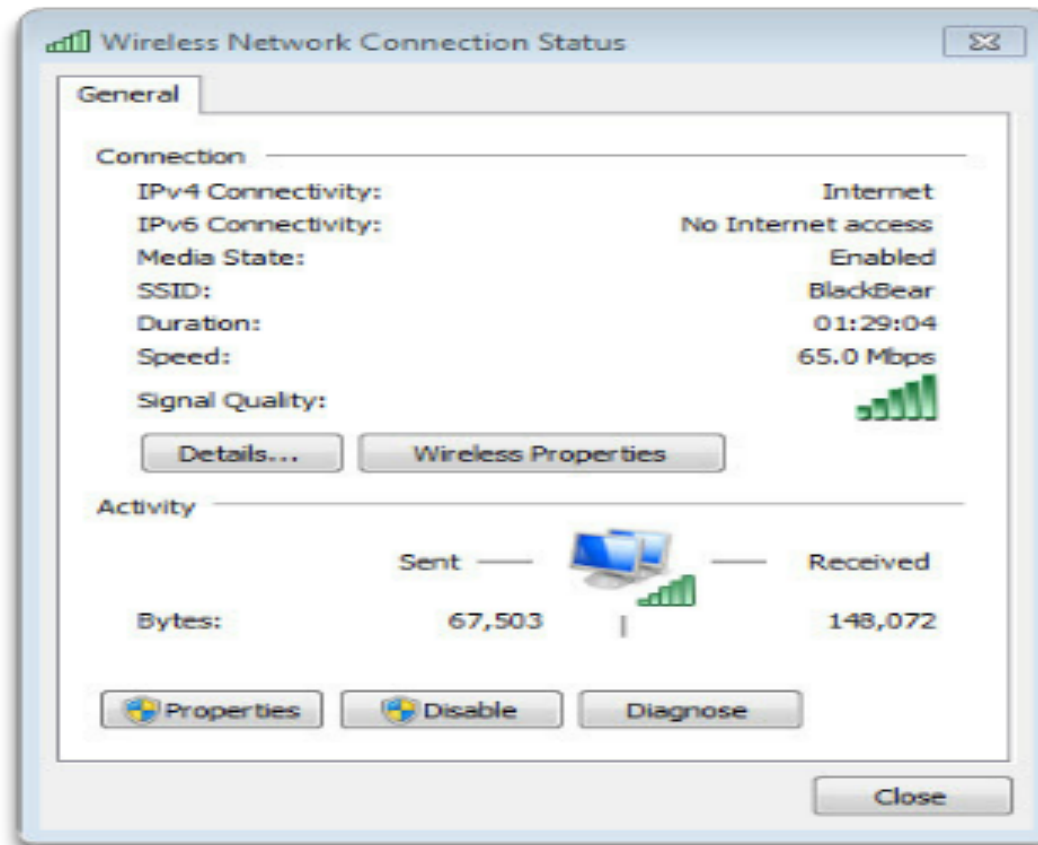 Wireless Network Connection Status
General
Connection
IPv4 Connectivity: Internet
IPv6 Connectivity: No Internet access
Media State: Enabled
SSID: BlackBear
Duration: 01:29:04
Speed: 65.0 Mbps
Signal Quality:
Details... Wireless Properties
Activity
Sent — — Received
Bytes: 67,503 | 148,072
Properties Disable Diagnose
Close